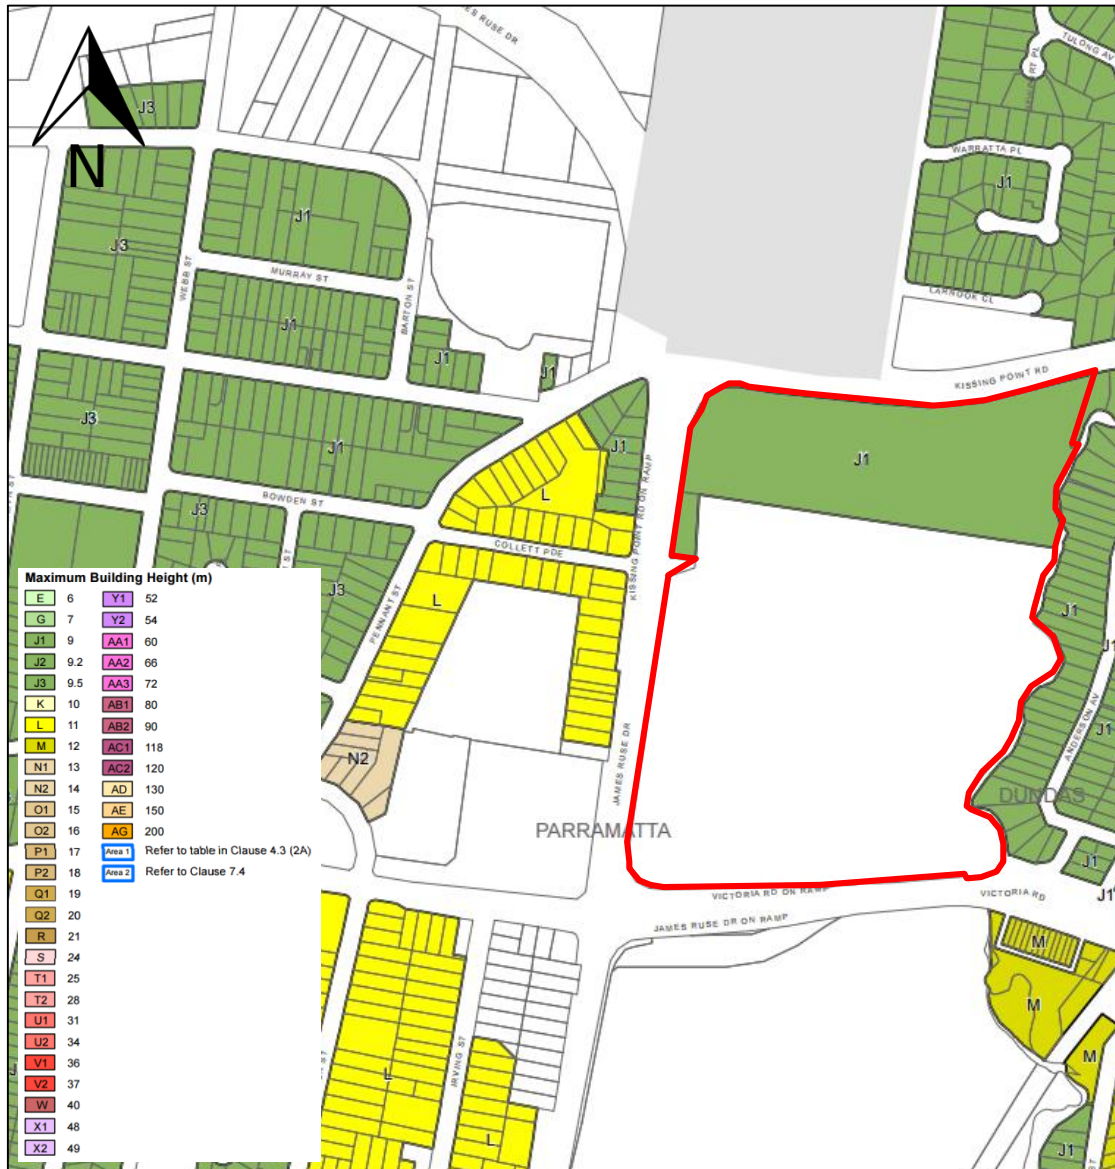 JAMES RUSE DR
TULONG AV
J3
N
WARRATTA PL
J1
J1
J3
MURRAY ST
WEBB ST
LARNOOK CL
BARTON ST
J1
J1
J1
KISSING POINT RD
J3
J1
J1
J1
L
BOWDEN ST
J3
KISSING POINT RD ON RAMP
COLLETT PDE
J3
L
PENNANT ST
J1
J1
ANDERSON AV
J1
N2
JAMES RUSE DR
DUNDAS
PARRAMATTA
J1
J1
VICTORIA RD ON RAMP
VICTORIA RD
JAMES RUSE DR ON RAMP
M
M
M
IRVING ST
L
L
J1
Maximum Building Height (m)
E 6
G 7
J1 9
J2 9.2
J3 9.5
K 10
L 11
M 12
N1 13
N2 14
O1 15
O2 16
P1 17
P2 18
Q1 19
Q2 20
R 21
S 24
T1 25
T2 28
U1 31
U2 34
V1 36
V2 37
W 40
X1 48
X2 49
Y1 52
Y2 54
AA1 60
AA2 66
AA3 72
AB1 80
AB2 90
AC1 118
AC2 120
AD 130
AE 150
AG 200
Area 1 Refer to table in Clause 4.3 (2A)
Area 2 Refer to Clause 7.4